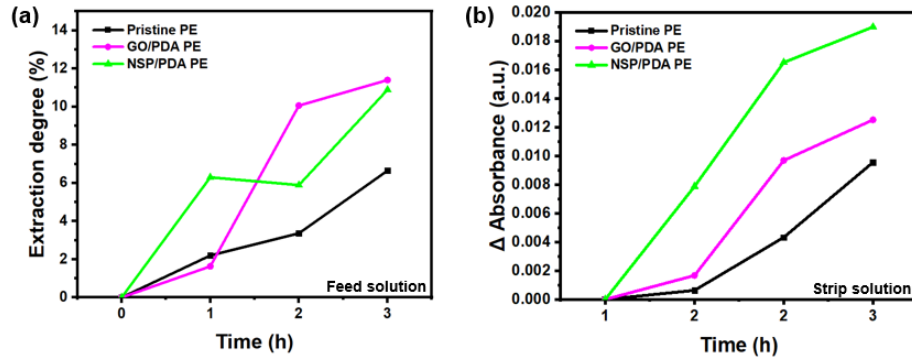 (a)
Pristine PE
GO/PDA PE
NSP/PDA PE
14
12
10
8
6
4
2
0
Extraction degree (%)
Feed solution
0 1 2 3
Time (h)
(b)
Pristine PE
GO/PDA PE
NSP/PDA PE
0.020
0.018
0.016
0.014
0.012
0.010
0.008
0.006
0.004
0.002
0.000
Δ Absorbance (a.u.)
Strip solution
1 2 2 3
Time (h)